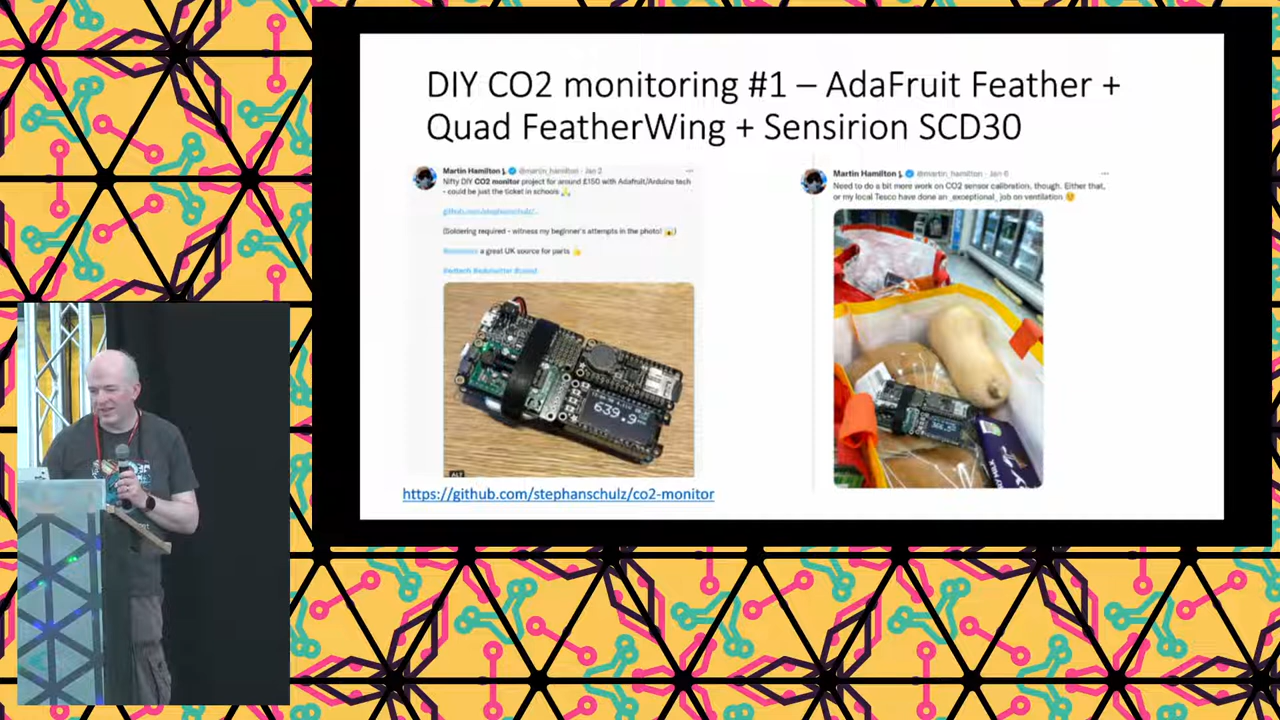 DIY CO2 monitoring #1 – AdaFruit Feather +
Quad FeatherWing + Sensirion SCD30
Martin Hamilton @martin_hamilton · Jan 2
Nifty DIY CO2 monitor project for around £150 with Adafruit/Arduino tech
- could be just the ticket in schools
github.com/stephanschulz/...
(Soldering required - witness my beginner's attempts in the photo!)
a great UK source for parts
#edtech #edutwitter #covid
639.9
ALT
https://github.com/stephanschulz/co2-monitor
Martin Hamilton @martin_hamilton · Jan 6
Need to do a bit more work on CO2 sensor calibration, though. Either that,
or my local Tesco have done an _exceptional_ job on ventilation